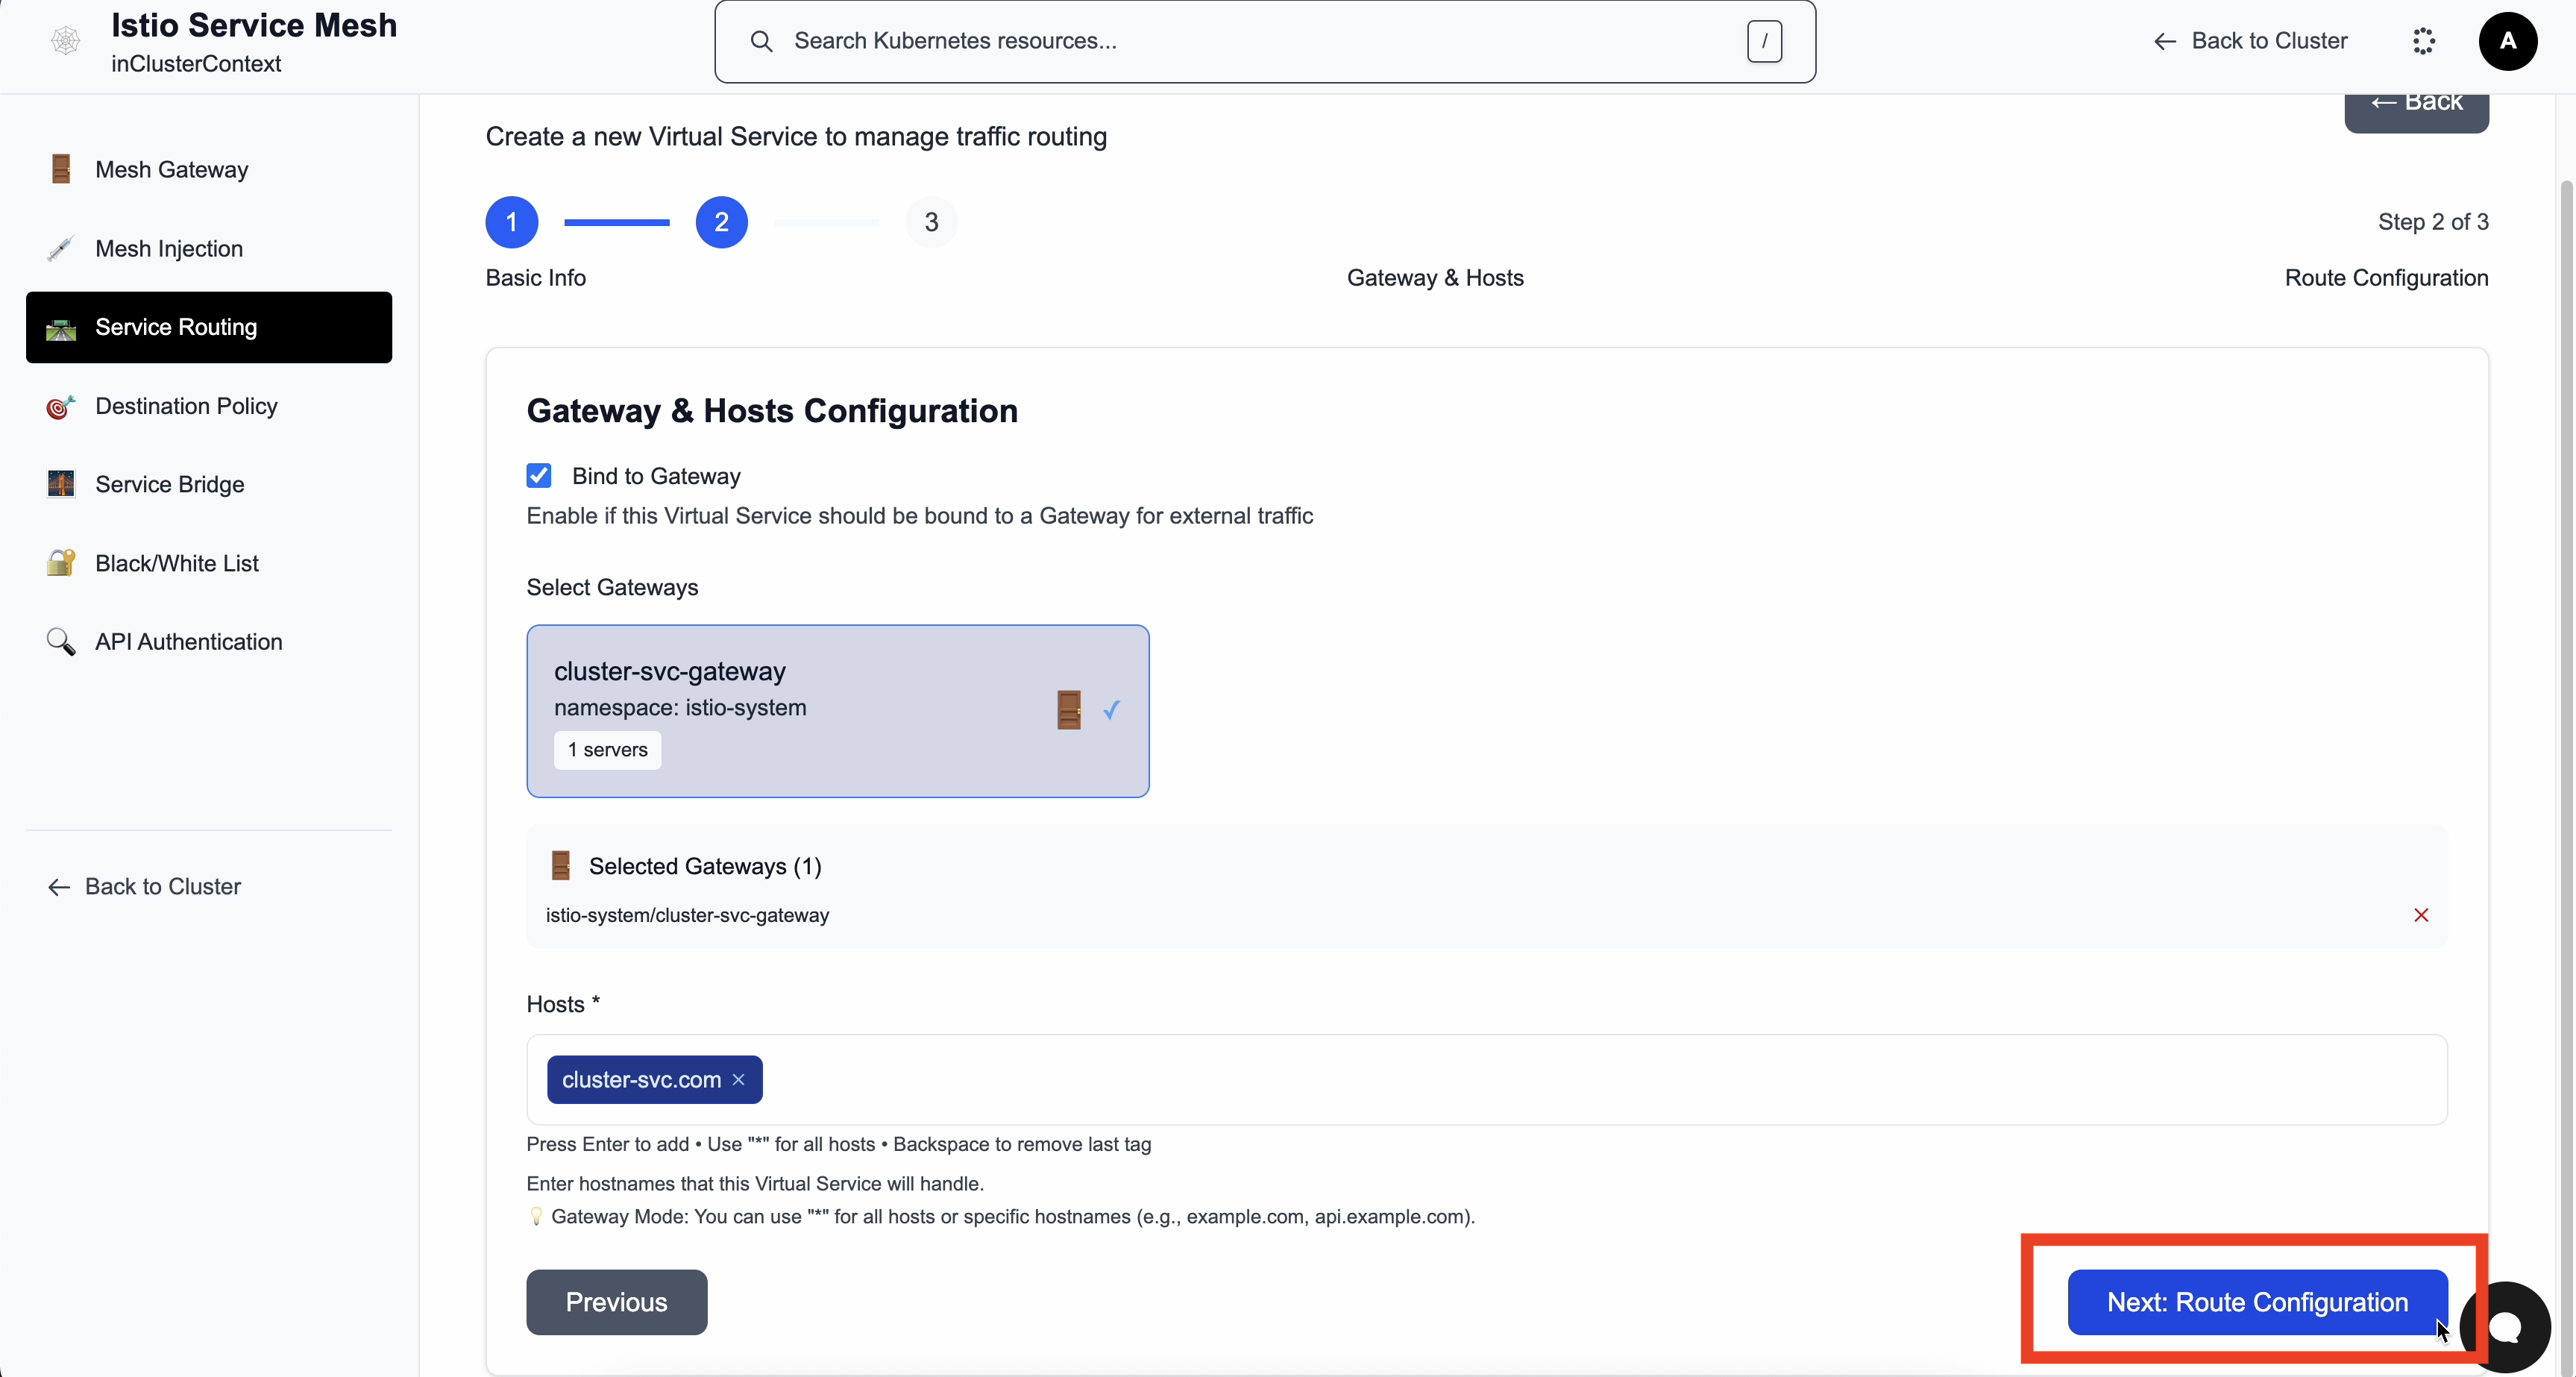 Istio Service Mesh
inClusterContext
Search Kubernetes resources...
/
← Back to Cluster
A
Mesh Gateway
Mesh Injection
Service Routing
Destination Policy
Service Bridge
Black/White List
API Authentication
← Back to Cluster
← Back
Create a new Virtual Service to manage traffic routing
1
2
3
Step 2 of 3
Basic Info
Gateway & Hosts
Route Configuration
Gateway & Hosts Configuration
Bind to Gateway
Enable if this Virtual Service should be bound to a Gateway for external traffic
Select Gateways
cluster-svc-gateway
namespace: istio-system
1 servers
Selected Gateways (1)
istio-system/cluster-svc-gateway
Hosts *
cluster-svc.com ×
Press Enter to add • Use "*" for all hosts • Backspace to remove last tag
Enter hostnames that this Virtual Service will handle.
💡 Gateway Mode: You can use "*" for all hosts or specific hostnames (e.g., example.com, api.example.com).
Previous
Next: Route Configuration